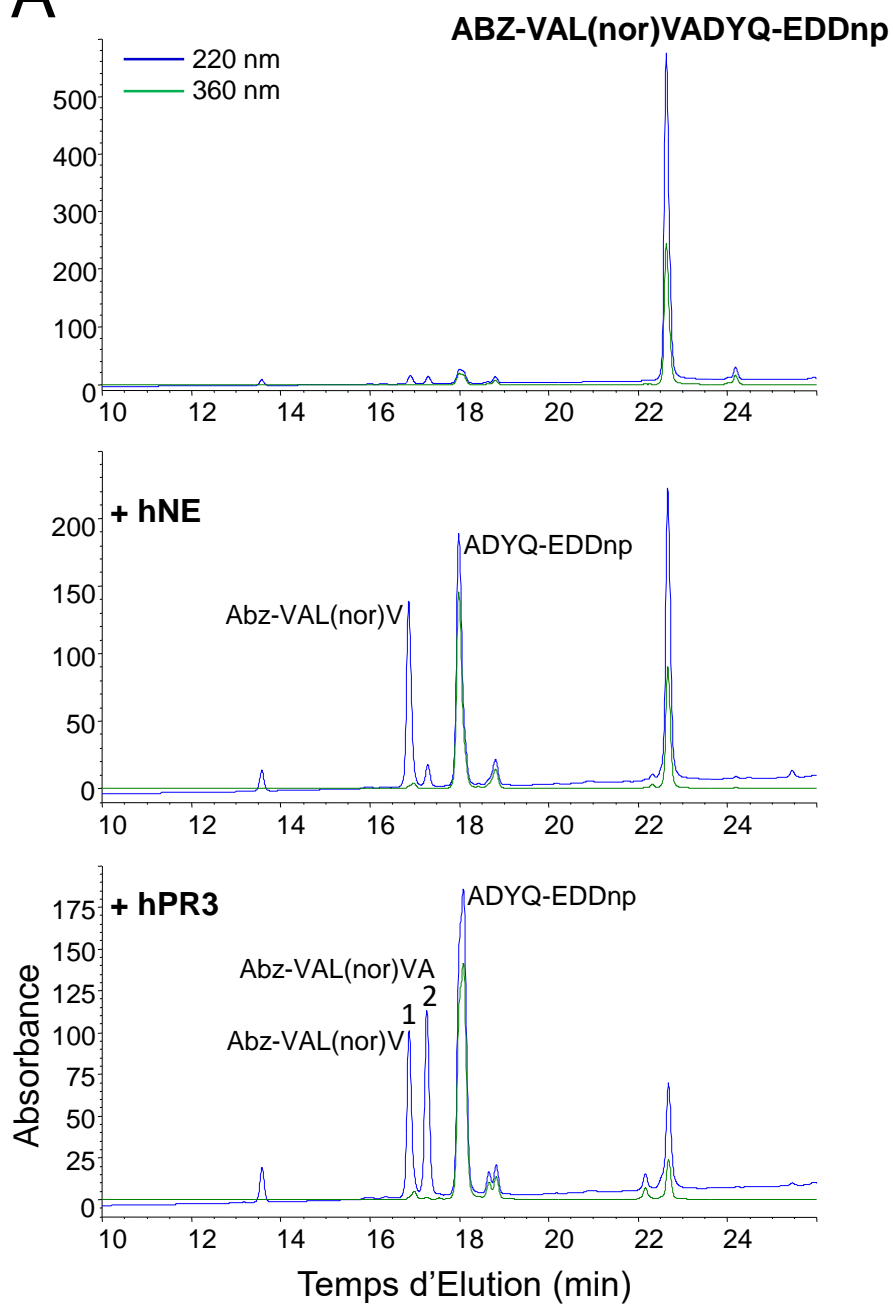 A
ABZ-VAL(nor)VADYQ-EDDnp
220 nm
360 nm
500
400
300
200
100
0
10 12 14 16 18 20 22 24
+ hNE
ADYQ-EDDnp
Abz-VAL(nor)V
200
150
100
50
0
10 12 14 16 18 20 22 24
+ hPR3
ADYQ-EDDnp
Abz-VAL(nor)VA
2
1
Abz-VAL(nor)V
175
150
125
100
75
50
25
0
10 12 14 16 18 20 22 24
Absorbance
Temps d’Elution (min)